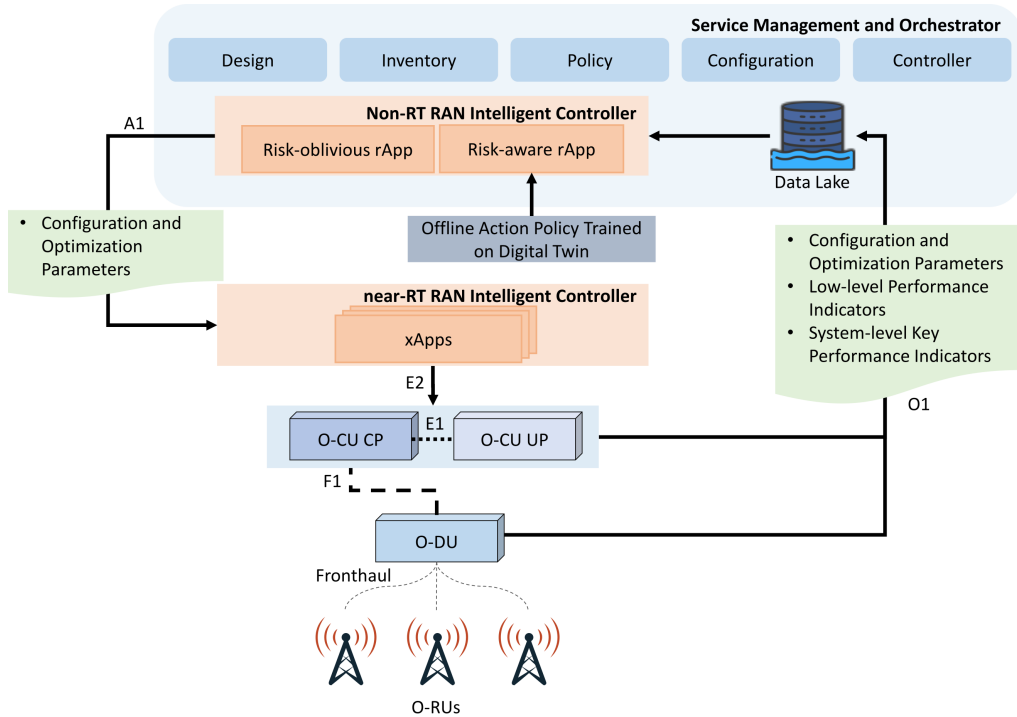 Service Management and Orchestrator
Design
Inventory
Policy
Configuration
Controller
A1
Non-RT RAN Intelligent Controller
Risk-oblivious rApp
Risk-aware rApp
Data Lake
• Configuration and
Optimization
Parameters
Offline Action Policy Trained
on Digital Twin
• Configuration and
Optimization Parameters
• Low-level Performance
Indicators
• System-level Key
Performance Indicators
near-RT RAN Intelligent Controller
xApps
E2
O1
O-CU CP
E1
O-CU UP
F1
O-DU
Fronthaul
O-RUs